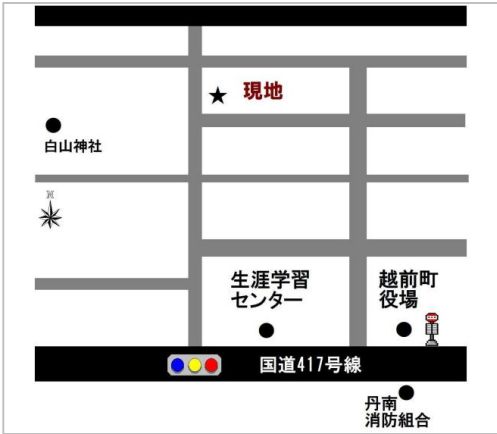 現地
白山神社
N
生涯学習
センター
越前町
役場
国道417号線
丹南
消防組合